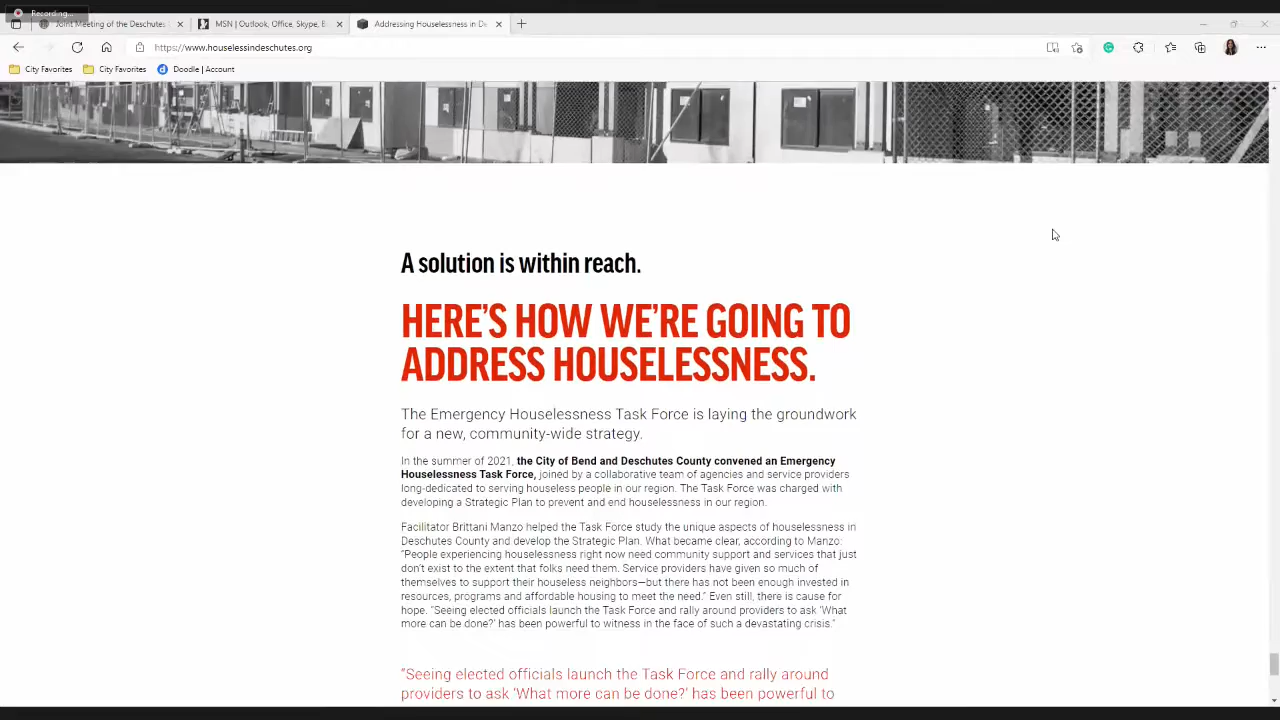 Recording...
Joint Meeting of the Deschutes
MSN | Outlook, Office, Skype, B
Addressing Houselessness in De
https://www.houselessindeschutes.org
City Favorites
City Favorites
Doodle | Account
A solution is within reach.
HERE'S HOW WE'RE GOING TO
ADDRESS HOUSELESSNESS.
The Emergency Houselessness Task Force is laying the groundwork
for a new, community-wide strategy.
In the summer of 2021, the City of Bend and Deschutes County convened an Emergency
Houselessness Task Force, joined by a collaborative team of agencies and service providers
long-dedicated to serving houseless people in our region. The Task Force was charged with
developing a Strategic Plan to prevent and end houselessness in our region.
Facilitator Brittani Manzo helped the Task Force study the unique aspects of houselessness in
Deschutes County and develop the Strategic Plan. What became clear, according to Manzo:
“People experiencing houselessness right now need community support and services that just
don't exist to the extent that folks need them. Service providers have given so much of
themselves to support their houseless neighbors—but there has not been enough invested in
resources, programs and affordable housing to meet the need.” Even still, there is cause for
hope. “Seeing elected officials launch the Task Force and rally around providers to ask ‘What
more can be done?’ has been powerful to witness in the face of such a devastating crisis.”
“Seeing elected officials launch the Task Force and rally around
providers to ask ‘What more can be done?’ has been powerful to